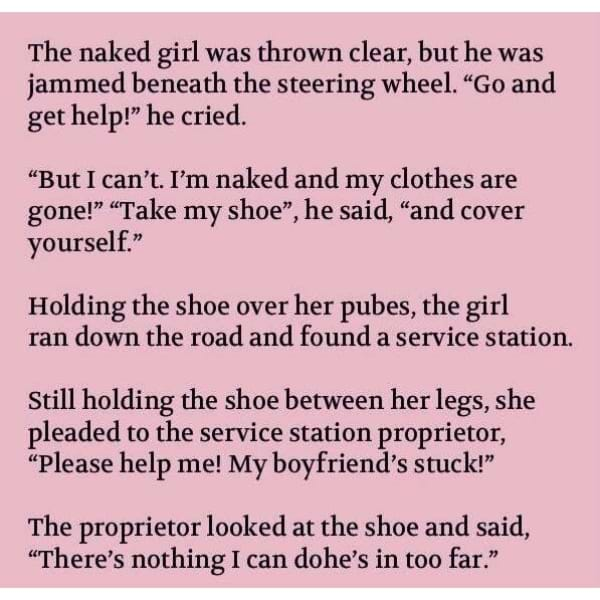 The naked girl was thrown clear, but he was
jammed beneath the steering wheel. “Go and
get help!” he cried.
“But I can’t. I’m naked and my clothes are
gone!” “Take my shoe”, he said, “and cover
yourself.”
Holding the shoe over her pubes, the girl
ran down the road and found a service station.
Still holding the shoe between her legs, she
pleaded to the service station proprietor,
“Please help me! My boyfriend’s stuck!”
The proprietor looked at the shoe and said,
“There’s nothing I can dohe’s in too far.”